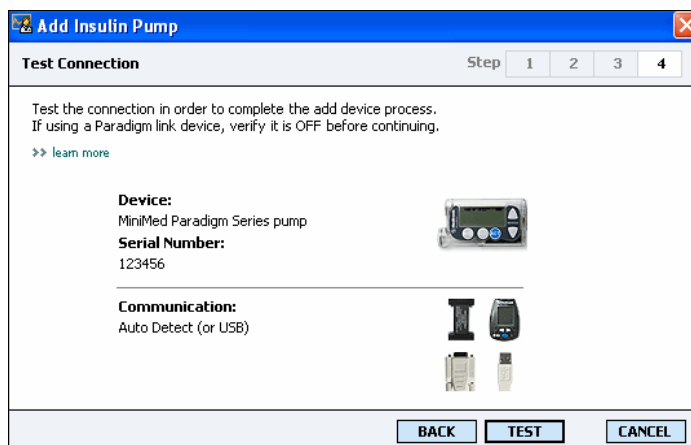 Add Insulin Pump
Test Connection
Step 1 2 3 4
Test the connection in order to complete the add device process.
If using a Paradigm link device, verify it is OFF before continuing.
>> learn more
Device:
MiniMed Paradigm Series pump
Serial Number:
123456
Communication:
Auto Detect (or USB)
BACK TEST CANCEL